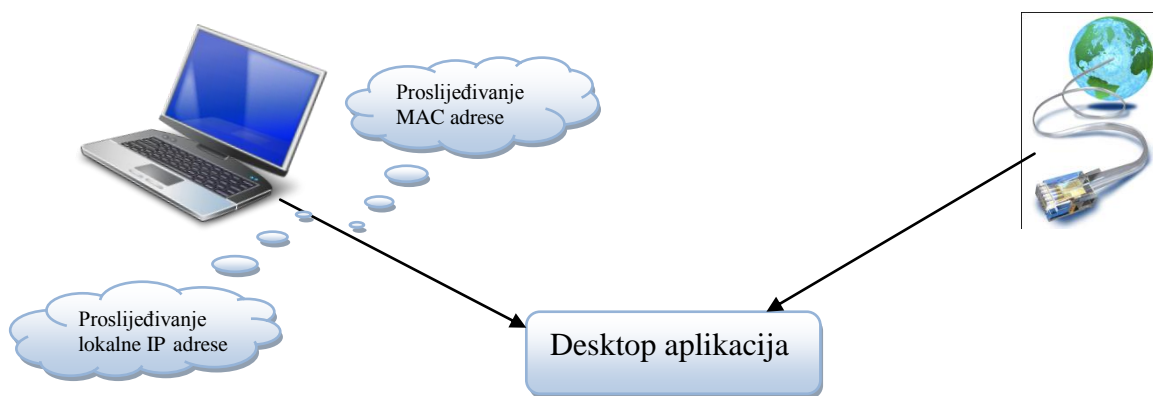 Proslijeđivanje
MAC adrese
Proslijeđivanje
lokalne IP adrese
Desktop aplikacija